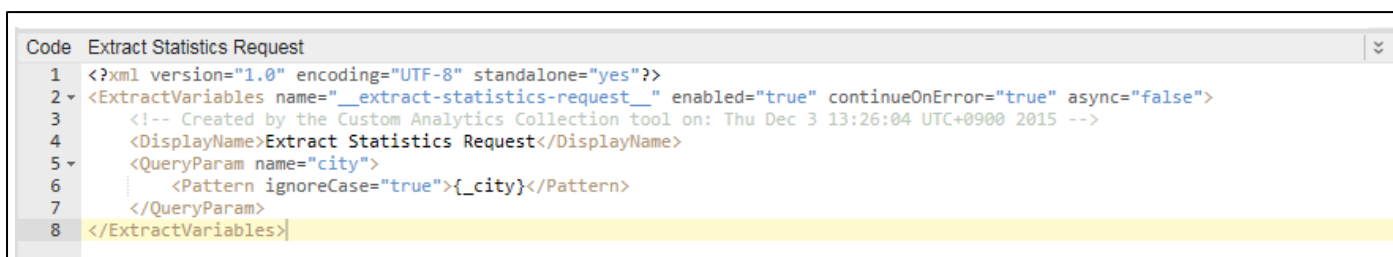 Code Extract Statistics Request
1 <?xml version="1.0" encoding="UTF-8" standalone="yes"?>
2 <ExtractVariables name="__extract-statistics-request__" enabled="true" continueOnError="true" async="false">
3 <!-- Created by the Custom Analytics Collection tool on: Thu Dec 3 13:26:04 UTC+0900 2015 -->
4 <DisplayName>Extract Statistics Request</DisplayName>
5 <QueryParam name="city">
6 <Pattern ignoreCase="true">{_city}</Pattern>
7 </QueryParam>
8 </ExtractVariables>